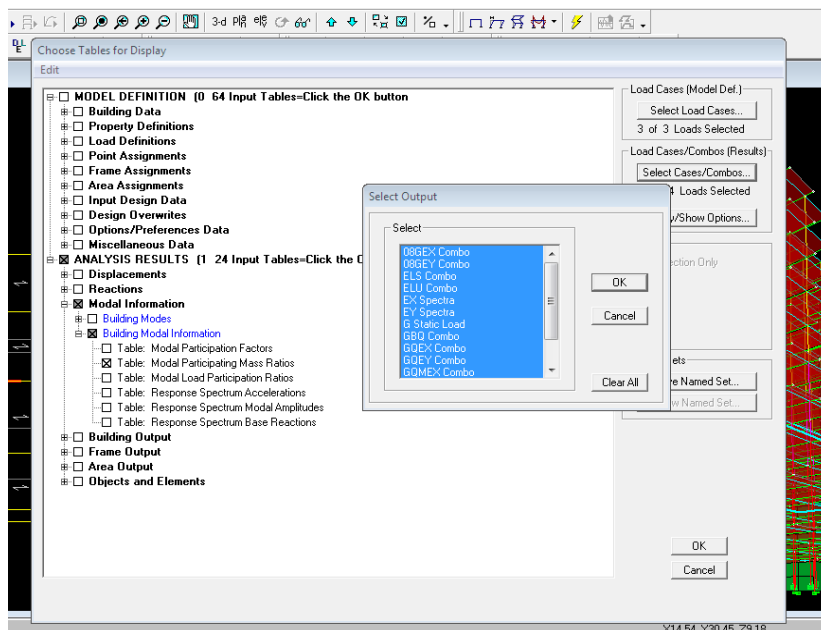 3-d
Choose Tables for Display
Edit
MODEL DEFINITION (0 64 Input Tables=Click the OK button
Building Data
Property Definitions
Load Definitions
Point Assignments
Frame Assignments
Area Assignments
Input Design Data
Design Overwrites
Options/Preferences Data
Miscellaneous Data
ANALYSIS RESULTS (1 24 Input Tables=Click the O
Displacements
Reactions
Modal Information
Building Modes
Building Modal Information
Table: Modal Participation Factors
Table: Modal Participating Mass Ratios
Table: Modal Load Participation Ratios
Table: Response Spectrum Accelerations
Table: Response Spectrum Modal Amplitudes
Table: Response Spectrum Base Reactions
Building Output
Frame Output
Area Output
Objects and Elements
Load Cases (Model Def.)
Select Load Cases...
3 of 3 Loads Selected
Load Cases/Combos (Results)
Select Cases/Combos...
4 Loads Selected
/Show Options...
ection Only
ets
e Named Set...
w Named Set...
OK
Cancel
Select Output
Select
08GEX Combo
08GEY Combo
ELS Combo
ELU Combo
EX Spectra
EY Spectra
G Static Load
GBQ Combo
GQEX Combo
GQEY Combo
GQMEX Combo
OK
Cancel
Clear All
X14.54 Y30.45 Z9.18